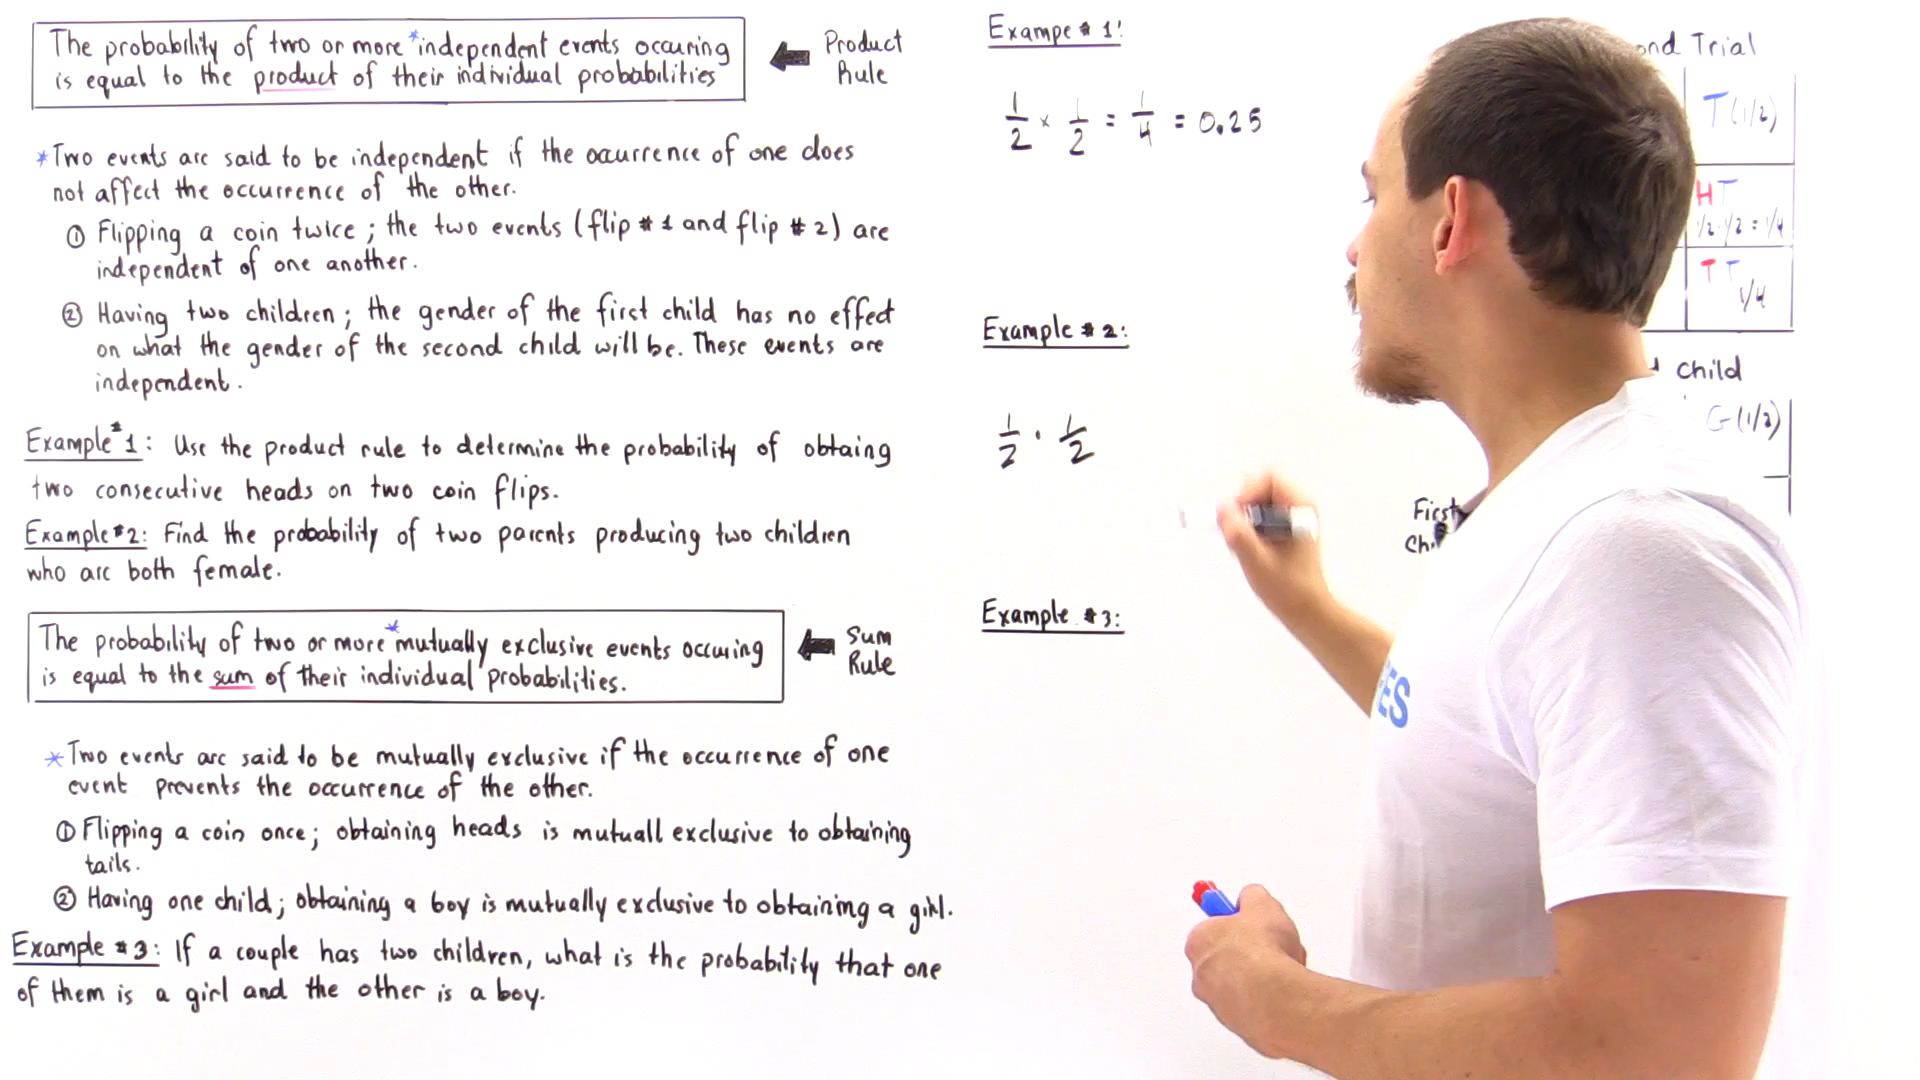 The probability of two or more *independent events occuring
is equal to the product of their individual probabilities
Product
Rule
*Two events are said to be independent if the ocurrence of one does
not affect the occurrence of the other.
① Flipping a coin twice; the two events (flip #1 and flip #2) are
independent of one another.
② Having two children; the gender of the first child has no effect
on what the gender of the second child will be. These events are
independent.
Example #1: Use the product rule to determine the probability of obtaing
two consecutive heads on two coin flips.
Example #2: Find the probability of two parents producing two children
who are both female.
The probability of two or more *mutually exclusive events occuring
is equal to the sum of their individual probabilities.
Sum
Rule
*Two events are said to be mutually exclusive if the occurrence of one
event prevents the occurrence of the other.
① Flipping a coin once; obtaining heads is mutuall exclusive to obtaining
tails.
② Having one child; obtaining a boy is mutually exclusive to obtaining a girl.
Example #3: If a couple has two children, what is the probability that one
of them is a girl and the other is a boy.
Exampe #1:
1/2 × 1/2 = 1/4 = 0.25
Example #2:
1/2 · 1/2
Example #3:
Trial
T(1/2)
HT
1/2·1/2=1/4
TT
1/4
child
G(1/2)
First